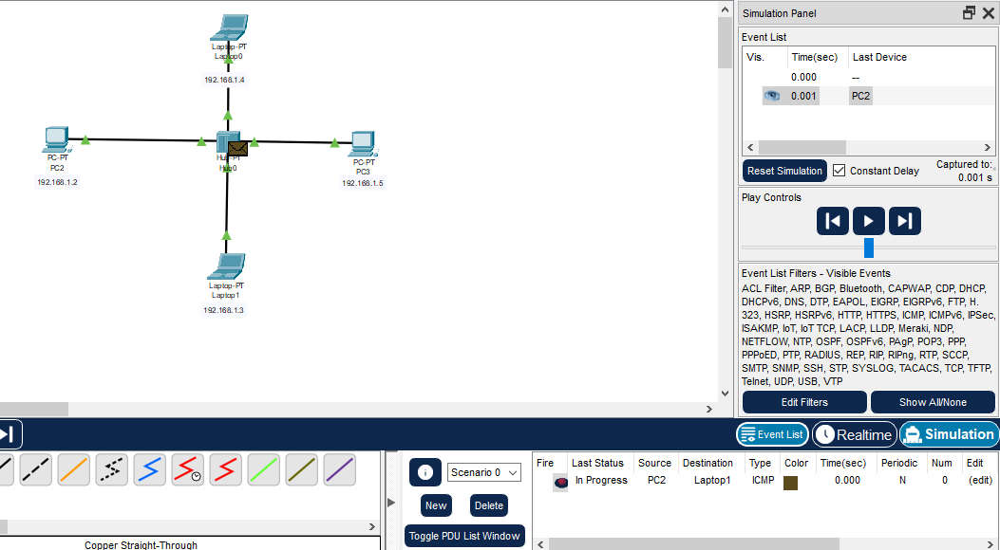 Laptop-PT
Laptop0
192.168.1.4
PC-PT
PC2
192.168.1.2
Hub0
PC-PT
PC3
192.168.1.5
Laptop-PT
Laptop1
192.168.1.3
Simulation Panel
Event List
Vis. Time(sec) Last Device
0.000 --
0.001 PC2
Reset Simulation Constant Delay Captured to:
0.001 s
Play Controls
Event List Filters - Visible Events
ACL Filter, ARP, BGP, Bluetooth, CAPWAP, CDP, DHCP,
DHCPv6, DNS, DTP, EAPOL, EIGRP, EIGRPv6, FTP, H.
323, HSRP, HSRPv6, HTTP, HTTPS, ICMP, ICMPv6, IPSec,
ISAKMP, IoT, IoT TCP, LACP, LLDP, Meraki, NDP,
NETFLOW, NTP, OSPF, OSPFv6, PAgP, POP3, PPP,
PPPoED, PTP, RADIUS, REP, RIP, RIPng, RTP, SCCP,
SMTP, SNMP, SSH, STP, SYSLOG, TACACS, TCP, TFTP,
Telnet, UDP, USB, VTP
Edit Filters Show All/None
Event List Realtime Simulation
Scenario 0
New Delete
Toggle PDU List Window
Fire Last Status Source Destination Type Color Time(sec) Periodic Num Edit
In Progress PC2 Laptop1 ICMP 0.000 N 0 (edit)
Copper Straight-Through